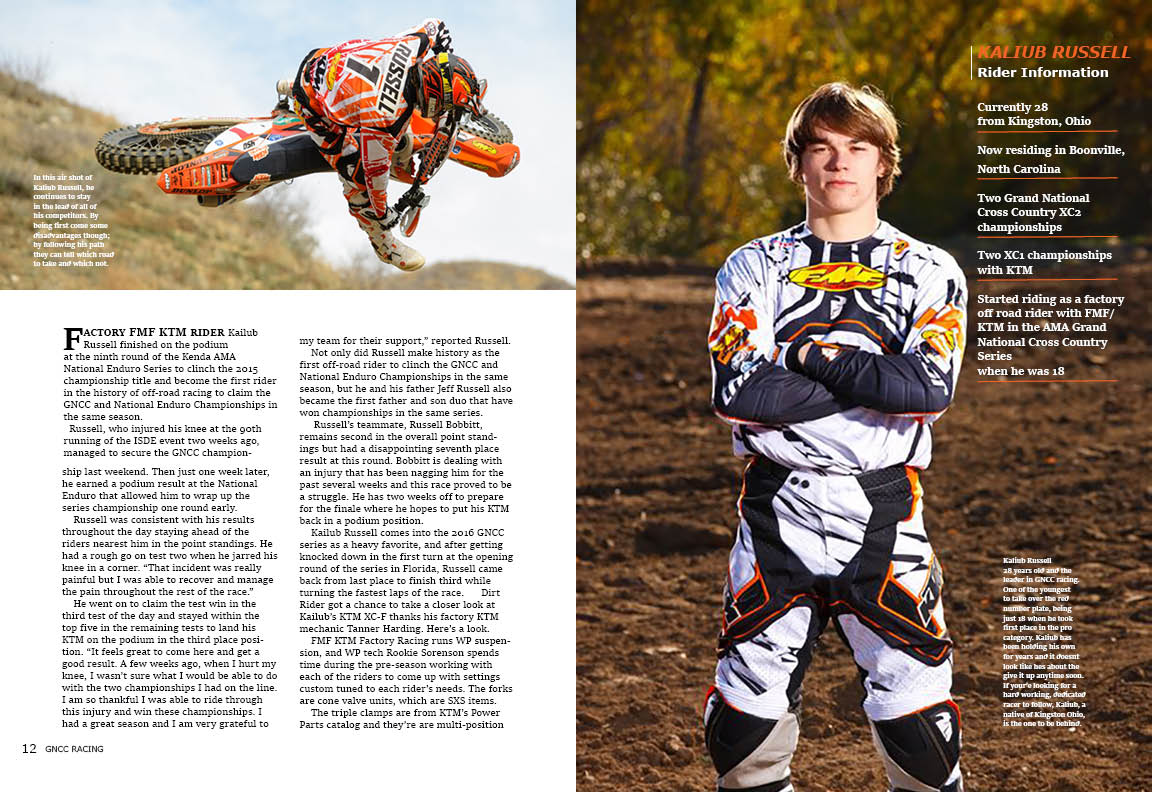 RUSSELL
1
In this air shot of
Kaliub Russell, he
continues to stay
in the lead of all of
his competitors. By
being first come some
disadvantages though;
by following his path
they can tell which road
to take and which not.
FACTORY FMF KTM RIDER Kailub
Russell finished on the podium
at the ninth round of the Kenda AMA
National Enduro Series to clinch the 2015
championship title and become the first rider
in the history of off-road racing to claim the
GNCC and National Enduro Championships in
the same season.
Russell, who injured his knee at the 90th
running of the ISDE event two weeks ago,
managed to secure the GNCC champion-
ship last weekend. Then just one week later,
he earned a podium result at the National
Enduro that allowed him to wrap up the
series championship one round early.
Russell was consistent with his results
throughout the day staying ahead of the
riders nearest him in the point standings. He
had a rough go on test two when he jarred his
knee in a corner. “That incident was really
painful but I was able to recover and manage
the pain throughout the rest of the race.”
He went on to claim the test win in the
third test of the day and stayed within the
top five in the remaining tests to land his
KTM on the podium in the third place posi-
tion. “It feels great to come here and get a
good result. A few weeks ago, when I hurt my
knee, I wasn’t sure what I would be able to do
with the two championships I had on the line.
I am so thankful I was able to ride through
this injury and win these championships. I
had a great season and I am very grateful to
my team for their support,” reported Russell.
Not only did Russell make history as the
first off-road rider to clinch the GNCC and
National Enduro Championships in the same
season, but he and his father Jeff Russell also
became the first father and son duo that have
won championships in the same series.
Russell’s teammate, Russell Bobbitt,
remains second in the overall point stand-
ings but had a disappointing seventh place
result at this round. Bobbitt is dealing with
an injury that has been nagging him for the
past several weeks and this race proved to be
a struggle. He has two weeks off to prepare
for the finale where he hopes to put his KTM
back in a podium position.
Kailub Russell comes into the 2016 GNCC
series as a heavy favorite, and after getting
knocked down in the first turn at the opening
round of the series in Florida, Russell came
back from last place to finish third while
turning the fastest laps of the race. Dirt
Rider got a chance to take a closer look at
Kailub’s KTM XC-F thanks his factory KTM
mechanic Tanner Harding. Here’s a look.
FMF KTM Factory Racing runs WP suspen-
sion, and WP tech Rookie Sorenson spends
time during the pre-season working with
each of the riders to come up with settings
custom tuned to each rider’s needs. The forks
are cone valve units, which are SXS items.
The triple clamps are from KTM’s Power
Parts catalog and they’re are multi-position
12 GNCC RACING
KALIUB RUSSELL
Rider Information
Currently 28
from Kingston, Ohio
Now residing in Boonville,
North Carolina
Two Grand National
Cross Country XC2
championships
Two XC1 championships
with KTM
Started riding as a factory
off road rider with FMF/
KTM in the AMA Grand
National Cross Country
Series
when he was 18
FMF
Kaliub Russell
28 years old and the
leader in GNCC racing.
One of the youngest
to take over the red
number plate, being
just 18 when he took
first place in the pro
category. Kaliub has
been holding his own
for years and it doesnt
look like hes about the
give it up anytime soon.
If your'e looking for a
hard working, dedicated
racer to follow, Kaliub, a
native of Kingston Ohio,
is the one to be behind.